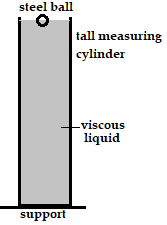 steel ball
tall measuring
cylinder
viscous
liquid
support